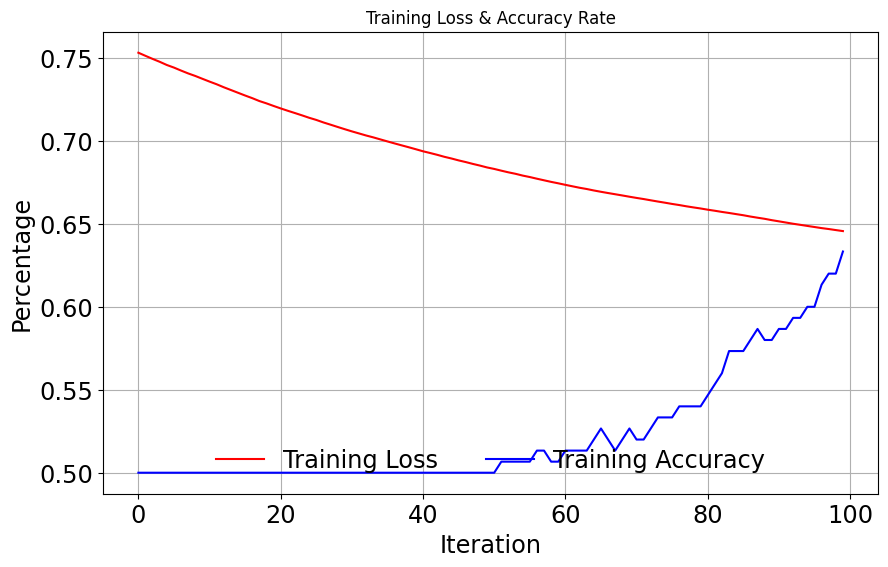 Training Loss & Accuracy Rate
Percentage
0.75
0.70
0.65
0.60
0.55
0.50
Training Loss Training Accuracy
0 20 40 60 80 100
Iteration